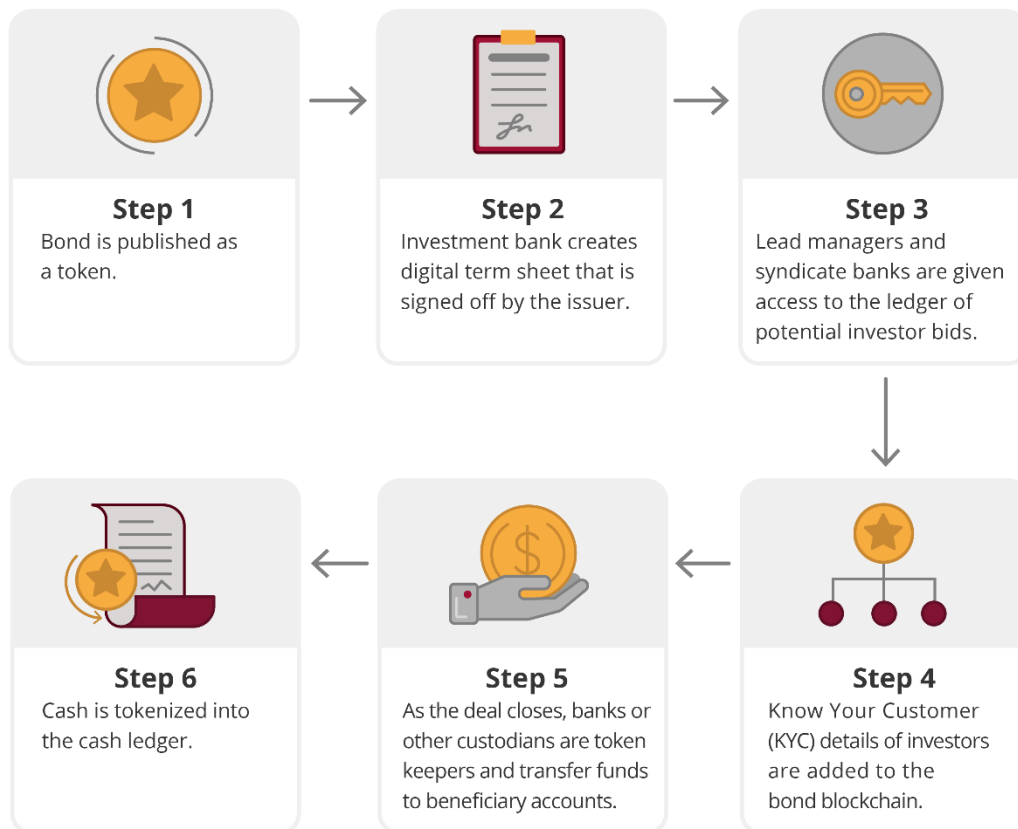 Step 1
Bond is published as
a token.
Step 2
Investment bank creates
digital term sheet that is
signed off by the issuer.
Step 3
Lead managers and
syndicate banks are given
access to the ledger of
potential investor bids.
Step 4
Know Your Customer
(KYC) details of investors
are added to the
bond blockchain.
Step 5
As the deal closes, banks or
other custodians are token
keepers and transfer funds
to beneficiary accounts.
Step 6
Cash is tokenized into
the cash ledger.